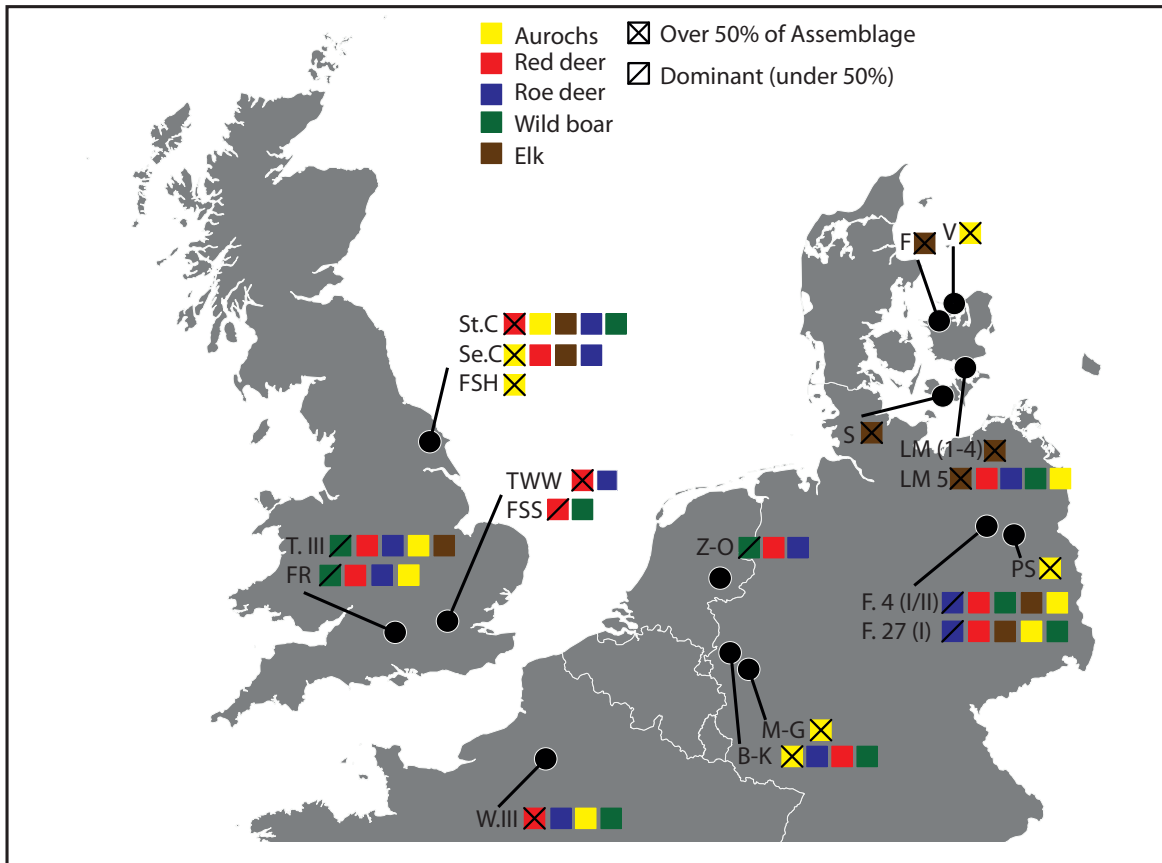 Aurochs
Red deer
Roe deer
Wild boar
Elk
Over 50% of Assemblage
Dominant (under 50%)
F
V
St.C
Se.C
FSH
S
LM (1-4)
LM 5
TWW
FSS
T. III
FR
Z-O
PS
F. 4 (I/II)
F. 27 (I)
M-G
B-K
W.III